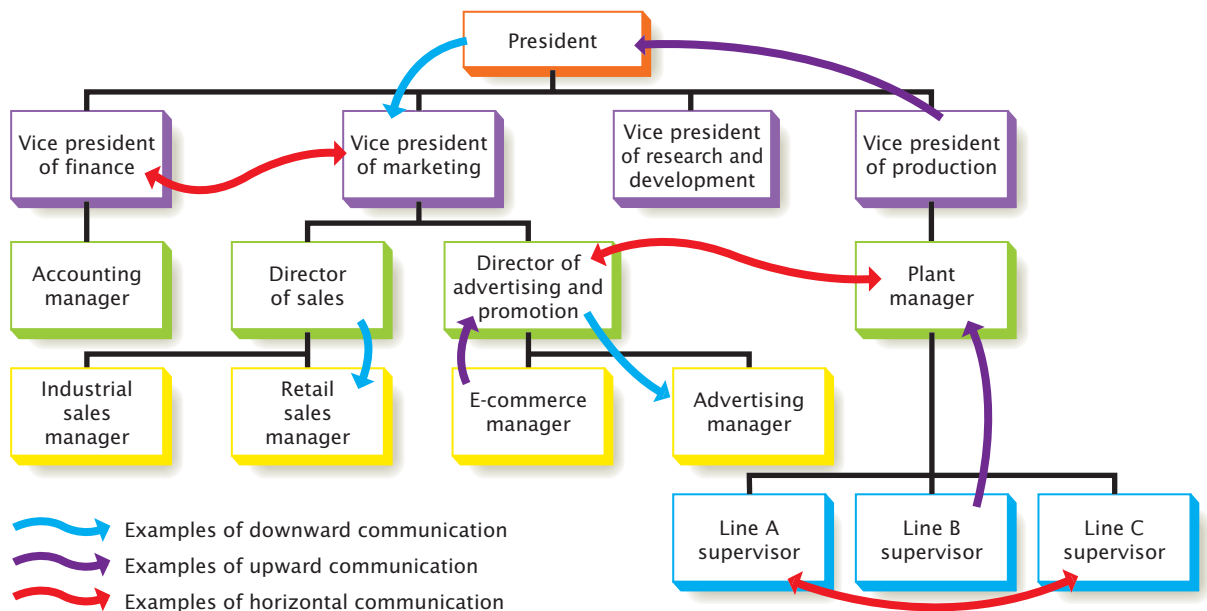 President
Vice president
of finance
Vice president
of marketing
Vice president
of research and
development
Vice president
of production
Accounting
manager
Director
of sales
Director of
advertising and
promotion
Plant
manager
Industrial
sales
manager
Retail
sales
manager
E-commerce
manager
Advertising
manager
Line A
supervisor
Line B
supervisor
Line C
supervisor
Examples of downward communication
Examples of upward communication
Examples of horizontal communication